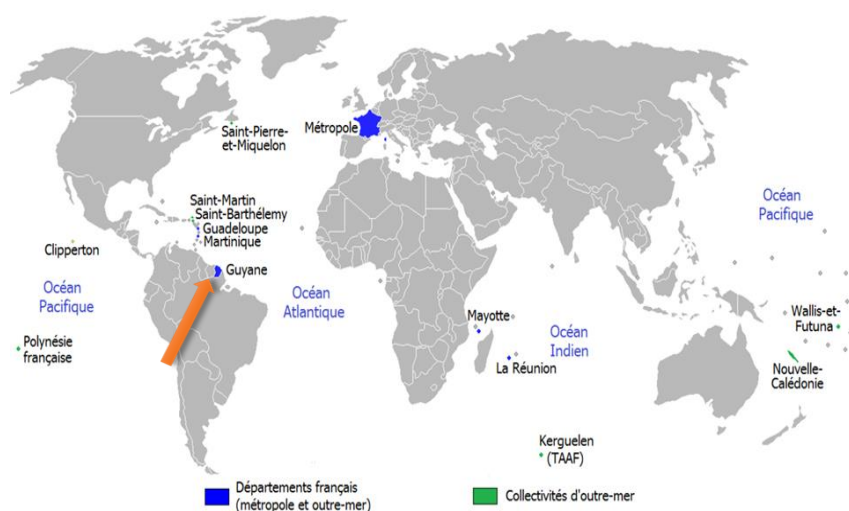 Saint-Pierre-
et-Miquelon
Métropole
Saint-Martin
Saint-Barthélemy
Guadeloupe
Martinique
Clipperton
Guyane
Océan
Pacifique
Océan
Pacifique
Océan
Atlantique
Polynésie
française
Mayotte
Océan
Indien
La Réunion
Wallis-et-
Futuna
Nouvelle-
Calédonie
Kerguelen
(TAAF)
Départements français
(métropole et outre-mer)
Collectivités d'outre-mer